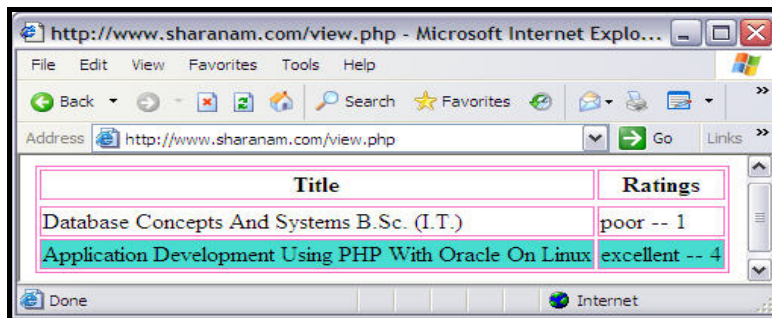 http://www.sharanam.com/view.php - Microsoft Internet Explo...
File Edit View Favorites Tools Help
Back Search Favorites »
Address http://www.sharanam.com/view.php Go Links »
Title Ratings
Database Concepts And Systems B.Sc. (I.T.) poor -- 1
Application Development Using PHP With Oracle On Linux excellent -- 4
Done Internet